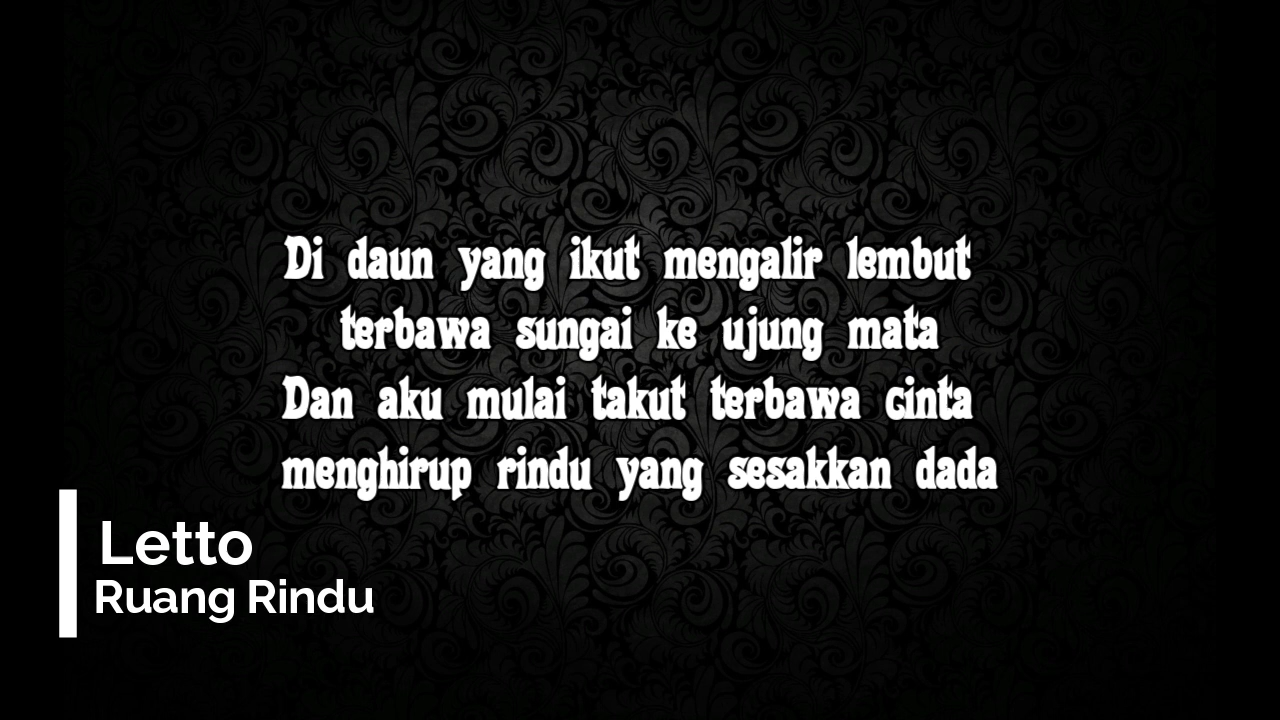 Di daun yang ikut mengalir lembut
terbawa sungai ke ujung mata
Dan aku mulai takut terbawa cinta
menghirup rindu yang sesakkan dada
Letto
Ruang Rindu